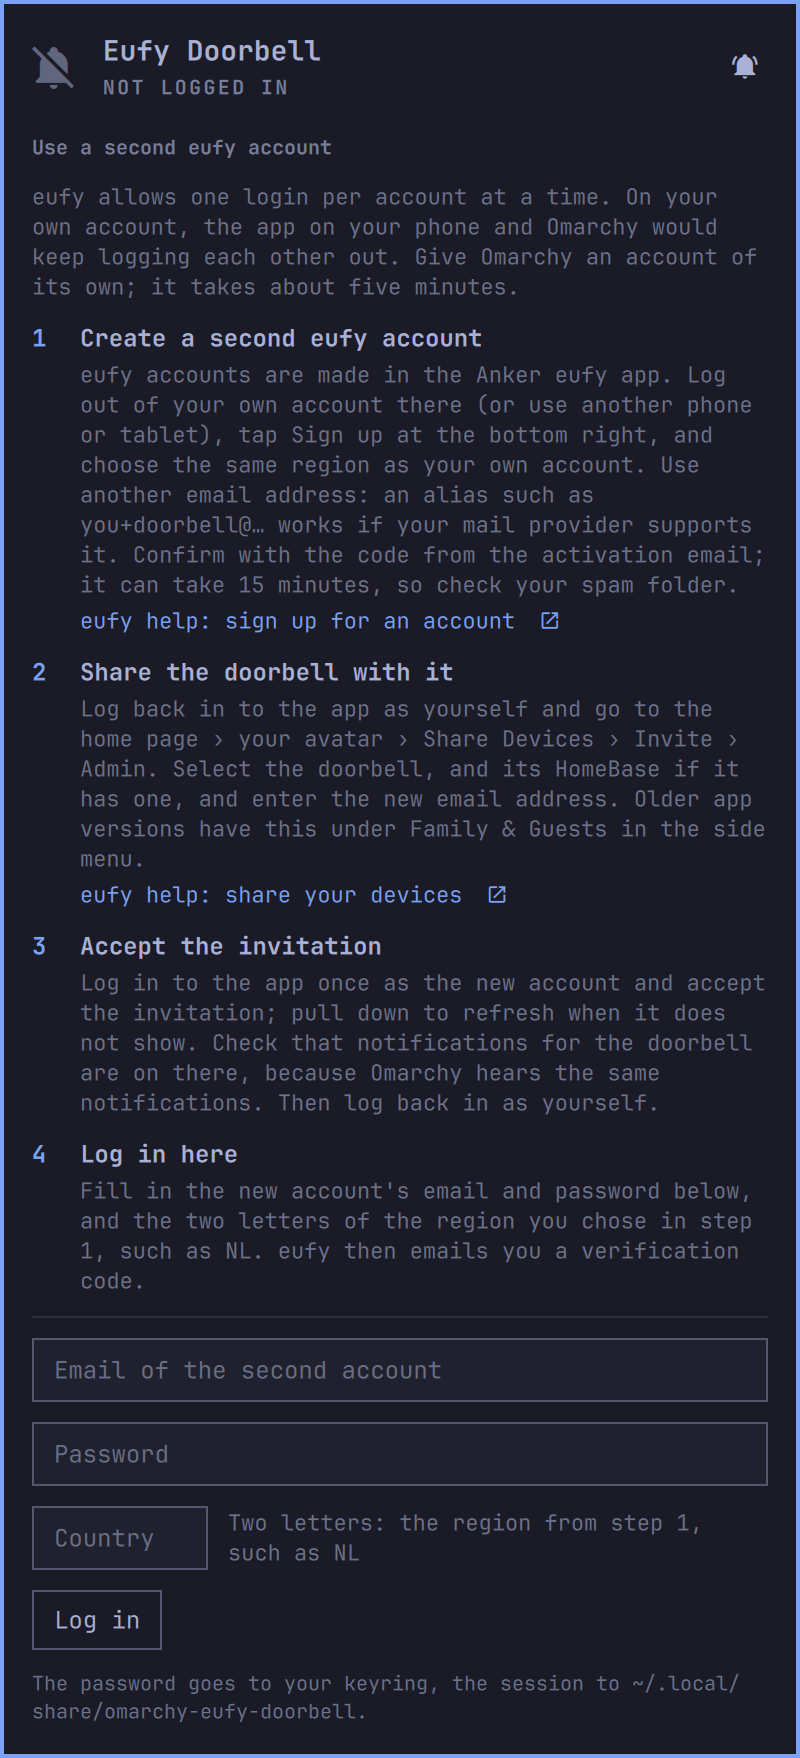 Eufy Doorbell
NOT LOGGED IN
Use a second eufy account
eufy allows one login per account at a time. On your
own account, the app on your phone and Omarchy would
keep logging each other out. Give Omarchy an account of
its own; it takes about five minutes.
1 Create a second eufy account
eufy accounts are made in the Anker eufy app. Log
out of your own account there (or use another phone
or tablet), tap Sign up at the bottom right, and
choose the same region as your own account. Use
another email address: an alias such as
you+doorbell@… works if your mail provider supports
it. Confirm with the code from the activation email;
it can take 15 minutes, so check your spam folder.
eufy help: sign up for an account
2 Share the doorbell with it
Log back in to the app as yourself and go to the
home page › your avatar › Share Devices › Invite ›
Admin. Select the doorbell, and its HomeBase if it
has one, and enter the new email address. Older app
versions have this under Family & Guests in the side
menu.
eufy help: share your devices
3 Accept the invitation
Log in to the app once as the new account and accept
the invitation; pull down to refresh when it does
not show. Check that notifications for the doorbell
are on there, because Omarchy hears the same
notifications. Then log back in as yourself.
4 Log in here
Fill in the new account's email and password below,
and the two letters of the region you chose in step
1, such as NL. eufy then emails you a verification
code.
Email of the second account
Password
Country
Two letters: the region from step 1,
such as NL
Log in
The password goes to your keyring, the session to ~/.local/
share/omarchy-eufy-doorbell.